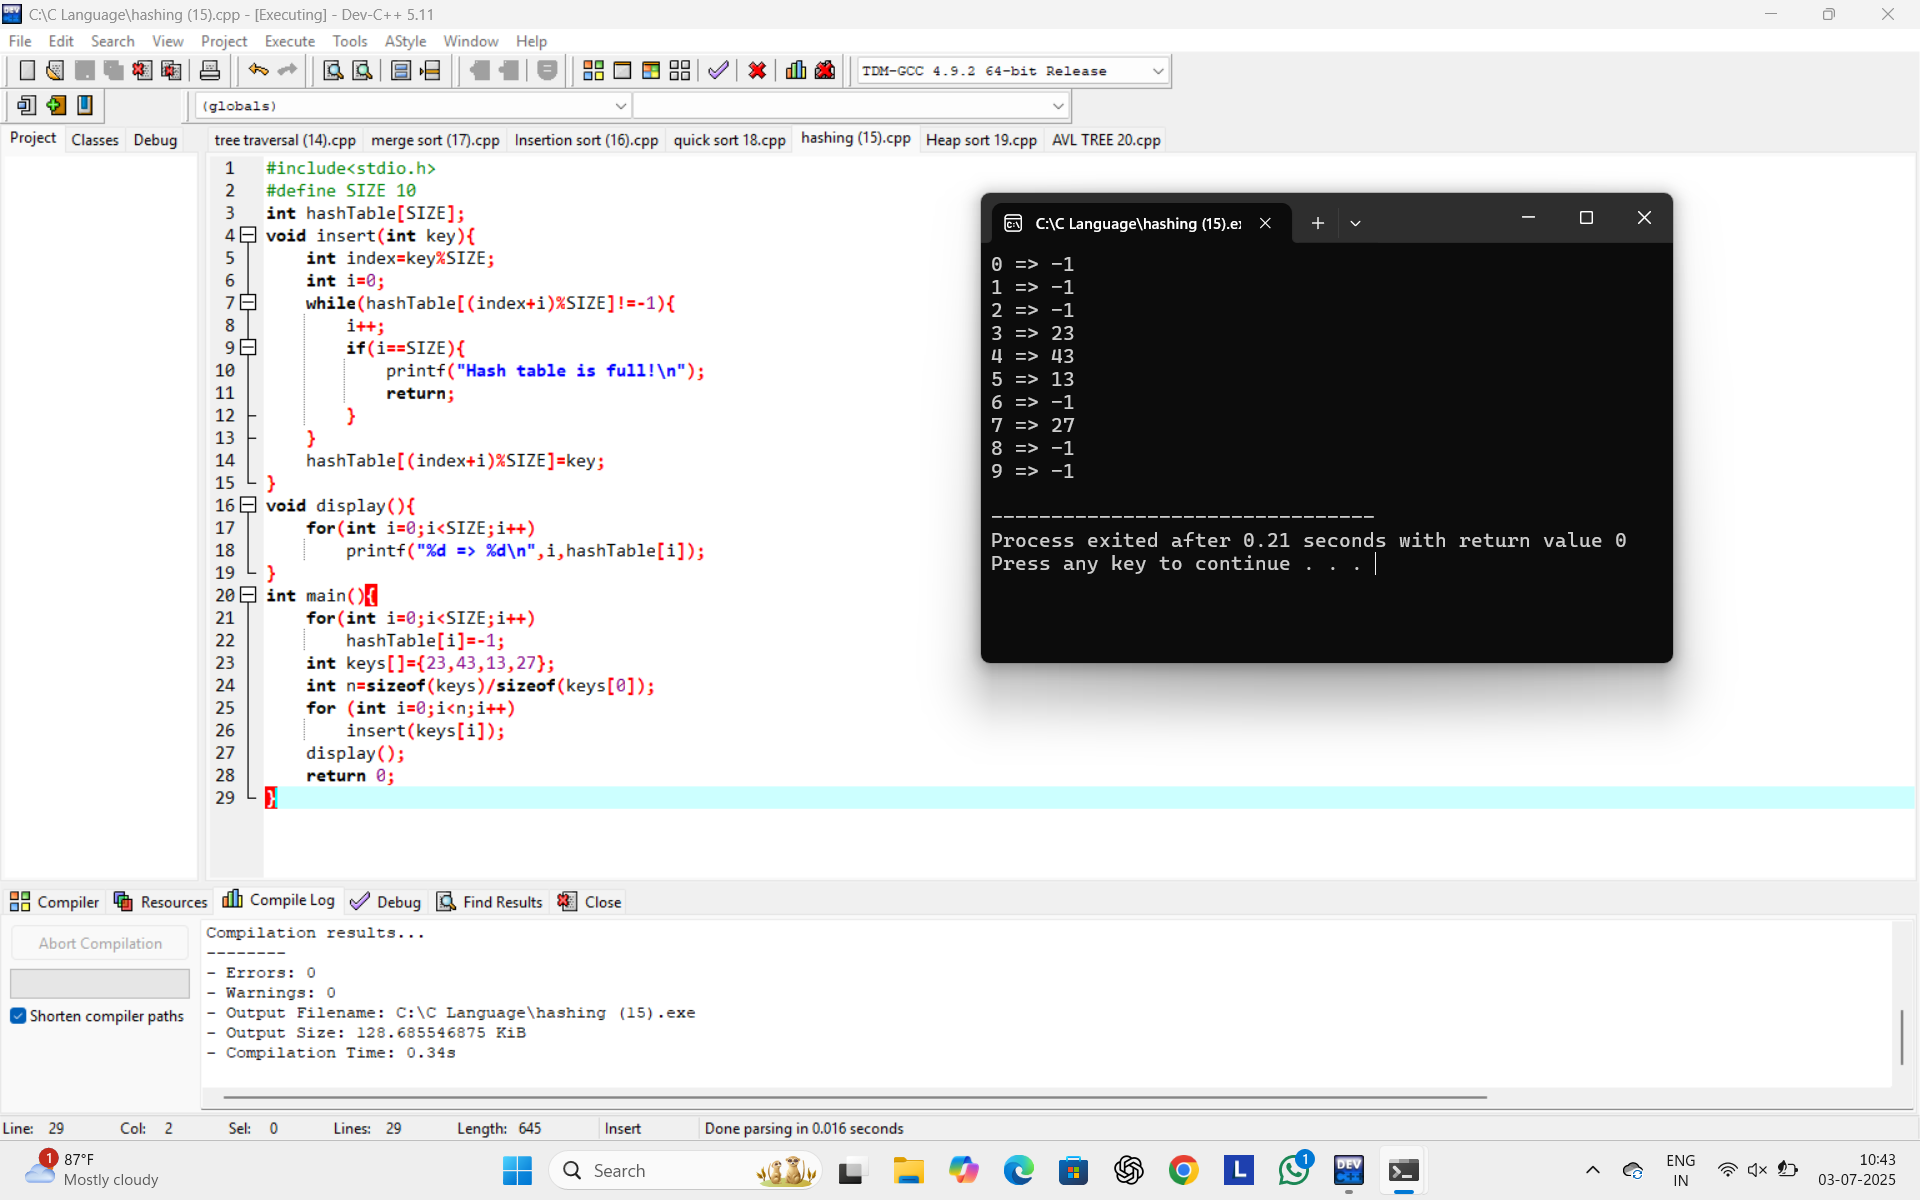 C:\C Language\hashing (15).cpp - [Executing] - Dev-C++ 5.11
File Edit Search View Project Execute Tools AStyle Window Help
TDM-GCC 4.9.2 64-bit Release
(globals)
Project Classes Debug
tree traversal (14).cpp merge sort (17).cpp Insertion sort (16).cpp quick sort 18.cpp hashing (15).cpp Heap sort 19.cpp AVL TREE 20.cpp
1 #include<stdio.h>
2 #define SIZE 10
3 int hashTable[SIZE];
4 void insert(int key){
5 int index=key%SIZE;
6 int i=0;
7 while(hashTable[(index+i)%SIZE]!=-1){
8 i++;
9 if(i==SIZE){
10 printf("Hash table is full!\n");
11 return;
12 }
13 }
14 hashTable[(index+i)%SIZE]=key;
15 }
16 void display(){
17 for(int i=0;i<SIZE;i++)
18 printf("%d => %d\n",i,hashTable[i]);
19 }
20 int main(){
21 for(int i=0;i<SIZE;i++)
22 hashTable[i]=-1;
23 int keys[]={23,43,13,27};
24 int n=sizeof(keys)/sizeof(keys[0]);
25 for (int i=0;i<n;i++)
26 insert(keys[i]);
27 display();
28 return 0;
29 }
C:\C Language\hashing (15).e
0 => -1
1 => -1
2 => -1
3 => 23
4 => 43
5 => 13
6 => -1
7 => 27
8 => -1
9 => -1
--------------------------------
Process exited after 0.21 seconds with return value 0
Press any key to continue . . .
Compiler Resources Compile Log Debug Find Results Close
Abort Compilation
Shorten compiler paths
Compilation results...
--------
- Errors: 0
- Warnings: 0
- Output Filename: C:\C Language\hashing (15).exe
- Output Size: 128.685546875 KiB
- Compilation Time: 0.34s
Line: 29 Col: 2 Sel: 0 Lines: 29 Length: 645 Insert Done parsing in 0.016 seconds
1
87°F
Mostly cloudy
Search
L
1
DEV
ENG
IN
10:43
03-07-2025